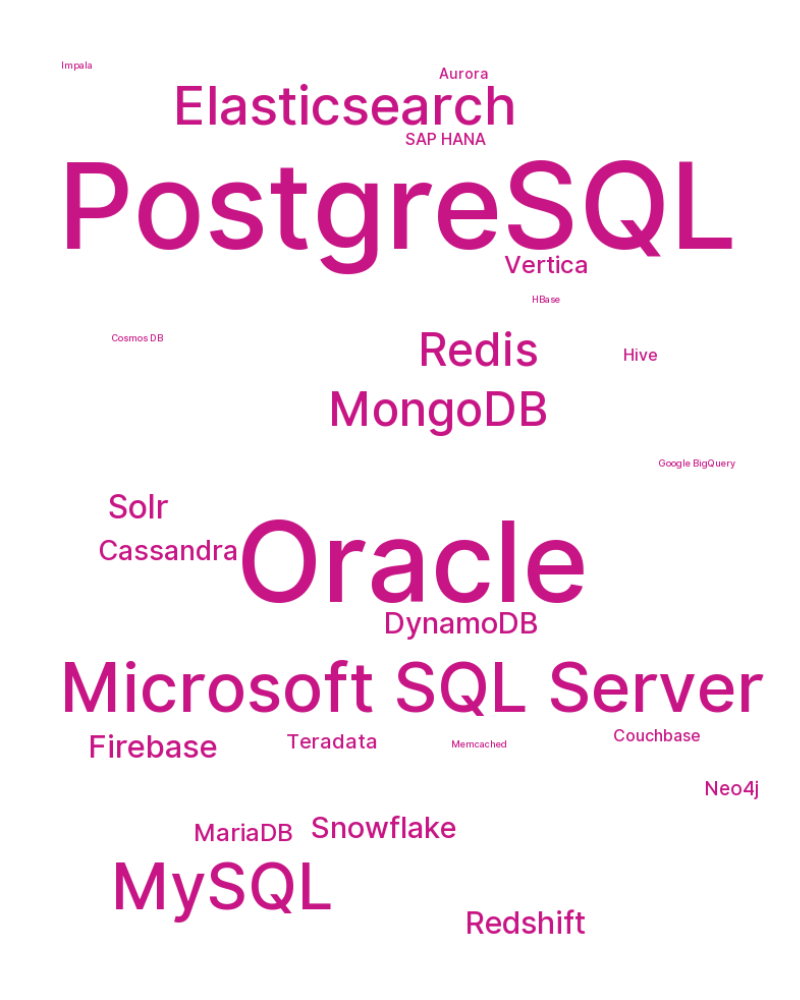 Impala
Aurora
Elasticsearch
SAP HANA
PostgreSQL
Vertica
HBase
Cosmos DB
Redis
Hive
MongoDB
Google BigQuery
Solr
Cassandra
Oracle
DynamoDB
Microsoft SQL Server
Firebase
Teradata
Memcached
Couchbase
Neo4j
MariaDB
Snowflake
MySQL
Redshift